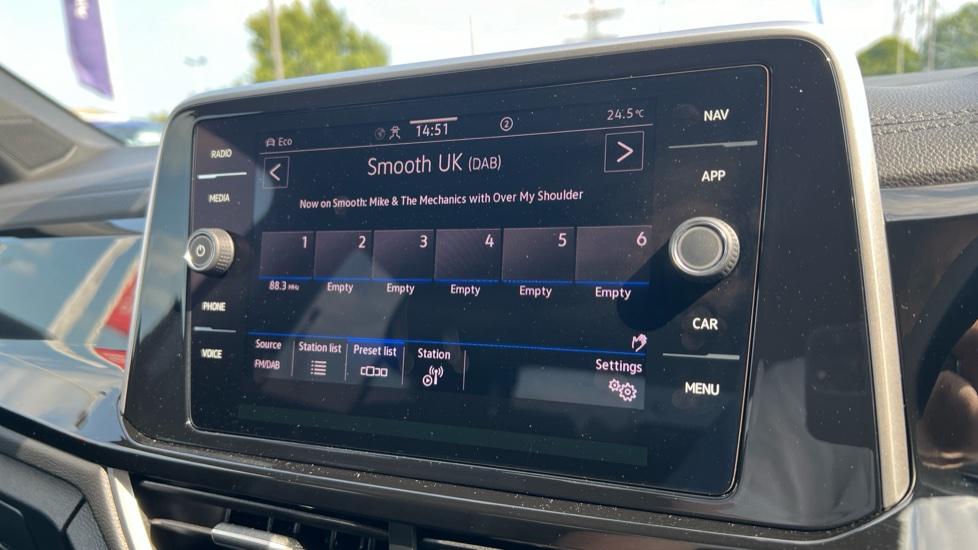 Eco
14:51
2
24.5°C
NAV
RADIO
MEDIA
APP
<
Smooth UK (DAB)
>
Now on Smooth: Mike & The Mechanics with Over My Shoulder
1 2 3 4 5 6
88.3 MHz Empty Empty Empty Empty Empty
PHONE
VOICE
CAR
MENU
Source Station list Preset list Station Settings
FM/DAB